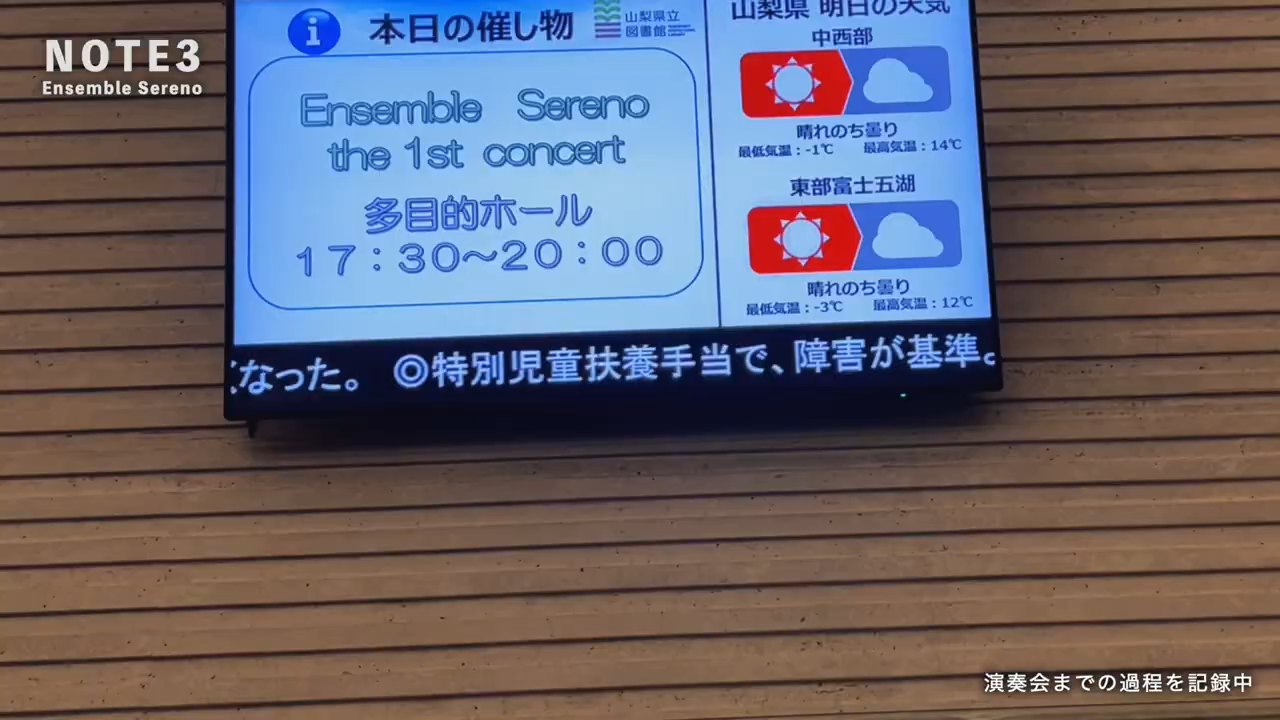 NOTE3
Ensemble Sereno
本日の催し物
山梨県立
図書館
Ensemble Sereno
the 1st concert
多目的ホール
17：30～20：00
山梨県 明日の天気
中西部
晴れのち曇り
最低気温：-1℃ 最高気温：14℃
東部富士五湖
晴れのち曇り
最低気温：-3℃ 最高気温：12℃
なった。 ◎特別児童扶養手当で、障害が基準
演奏会までの過程を記録中